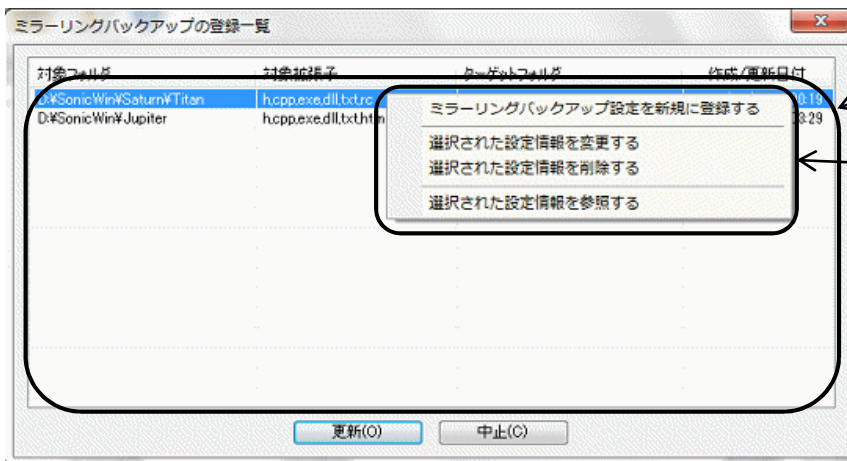 ミラーリングバックアップの登録一覧
対象フォルダ 対象拡張子 ターゲットフォルダ 作成/更新日付
D:¥SonicWin¥Saturn¥Titan h,cpp,exe,dll,txt,rc 0:19
D:¥SonicWin¥Jupiter h,cpp,exe,dll,txt,htm 3:29
ミラーリングバックアップ設定を新規に登録する
選択された設定情報を変更する
選択された設定情報を削除する
選択された設定情報を参照する
更新(O) 中止(C)